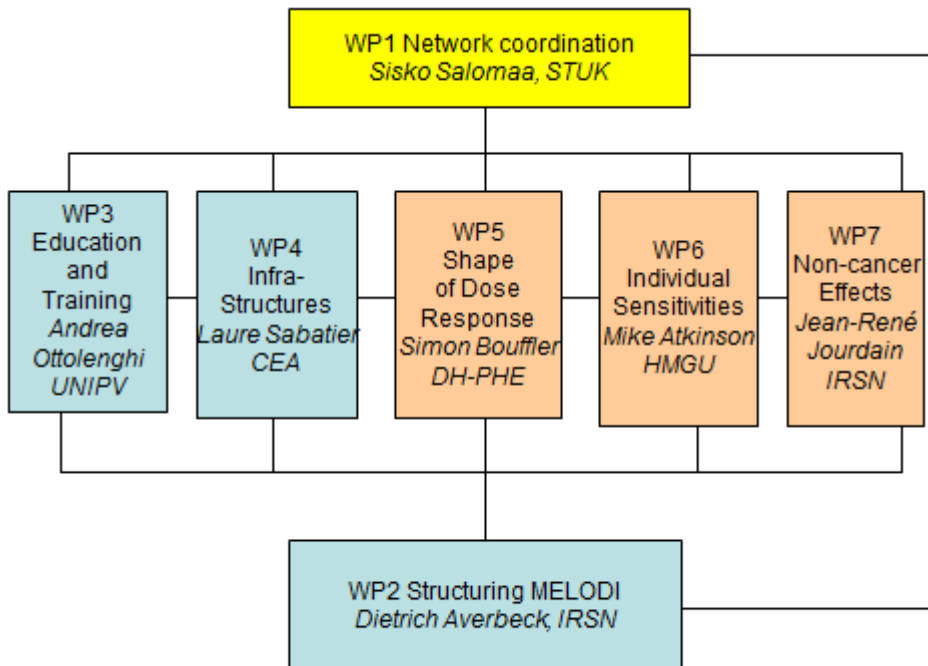 WP1 Network coordination
Sisko Salomaa, STUK
WP3
Education
and
Training
Andrea
Ottolenghi
UNIPV
WP4
Infra-
Structures
Laure Sabatier
CEA
WP5
Shape
of Dose
Response
Simon Bouffler
DH-PHE
WP6
Individual
Sensitivities
Mike Atkinson
HMGU
WP7
Non-cancer
Effects
Jean-René
Jourdain
IRSN
WP2 Structuring MELODI
Dietrich Averbeck, IRSN